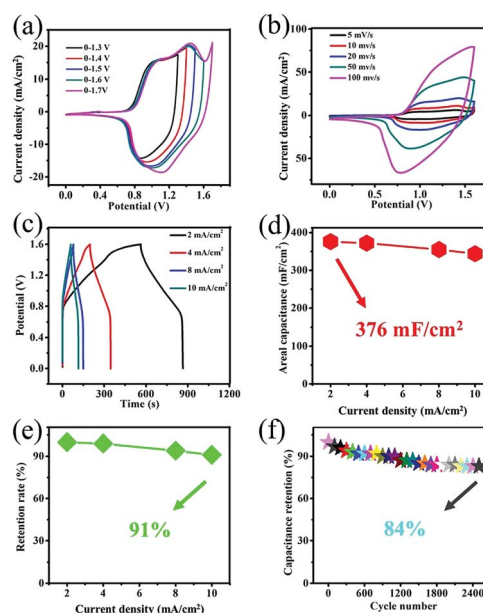 (a)
20
10
0
-10
-20
0.0
0.4
0.8
1.2
1.6
Current density (mA/cm²)
Potential (V)
0-1.3 V
0-1.4 V
0-1.5 V
0-1.6 V
0-1.7V
(b)
50
0
50
0.0
0.5
1.0
1.5
Current density (mA/cm²)
Potential (V)
5 mV/s
10 mv/s
20 mv/s
50 mv/s
100 mv/s
(c)
1.6
1.2
0.8
0.4
0.0
0
300
600
900
1200
Potential (V)
Time (s)
2 mA/cm²
4 mA/cm²
8 mA/cm²
10 mA/cm²
(d)
400
300
200
100
0
2
4
6
8
10
Areal capacitance (mF/cm²)
Current density (mA/cm²)
376 mF/cm²
(e)
90
60
30
0
2
4
6
8
10
Retention rate (%)
Current density (mA/cm²)
91%
(f)
90
60
30
0
0
600
1200
1800
2400
Capacitance retention (%)
Cycle number
84%